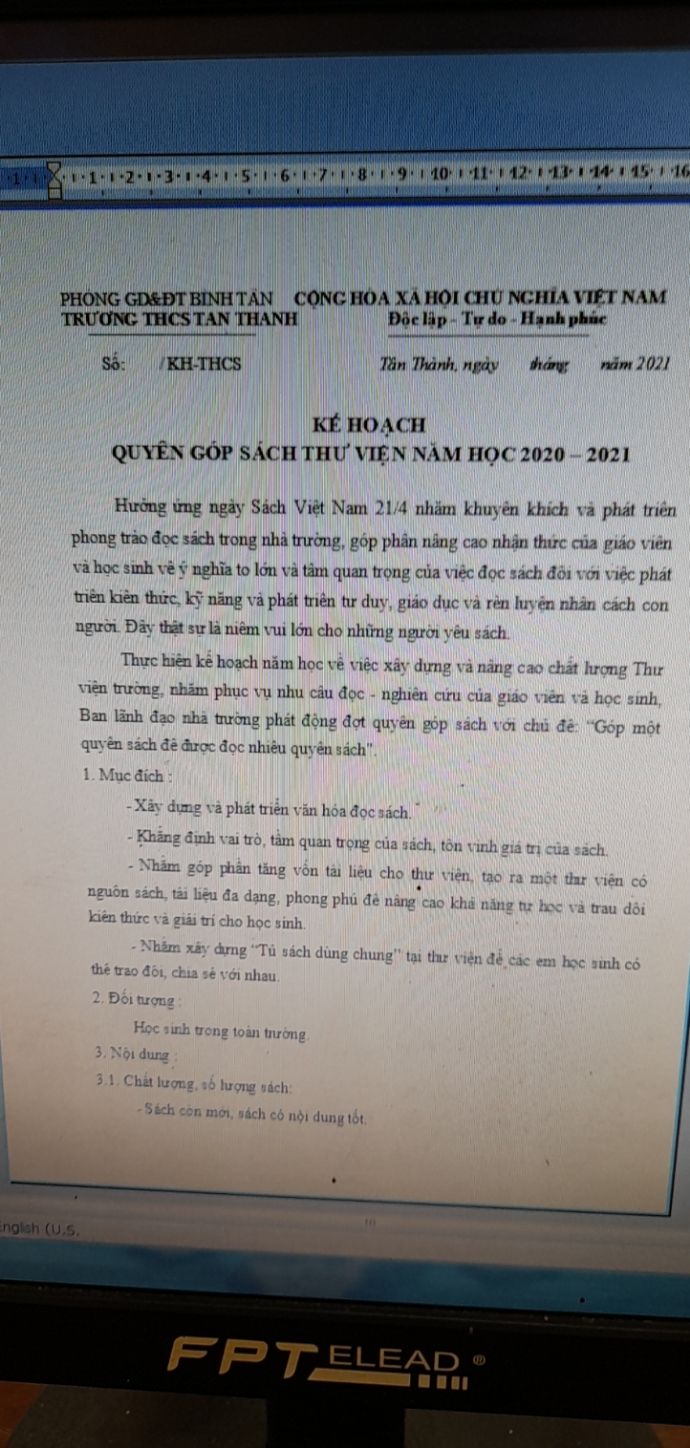 ·1·1·1·1·2·1·3·1·4·1·5·1·6·1·7·1·8·1·9·1·10·1·11·1·12·1·13·1·14·1·15·1·16
PHÒNG GD&ĐT BÌNH TÂN CỘNG HÒA XÃ HỘI CHỦ NGHĨA VIỆT NAM
TRƯỜNG THCS TÂN THÀNH Độc lập - Tự do - Hạnh phúc
Số: /KH-THCS Tân Thành, ngày tháng năm 2021
KẾ HOẠCH
QUYÊN GÓP SÁCH THƯ VIỆN NĂM HỌC 2020 – 2021
Hưởng ứng ngày Sách Việt Nam 21/4 nhằm khuyến khích và phát triển
phong trào đọc sách trong nhà trường, góp phần nâng cao nhận thức của giáo viên
và học sinh về ý nghĩa to lớn và tầm quan trọng của việc đọc sách đối với việc phát
triển kiến thức, kỹ năng và phát triển tư duy, giáo dục và rèn luyện nhân cách con
người. Đây thật sự là niềm vui lớn cho những người yêu sách.
Thực hiện kế hoạch năm học về việc xây dựng và nâng cao chất lượng Thư
viện trường, nhằm phục vụ nhu cầu đọc - nghiên cứu của giáo viên và học sinh,
Ban lãnh đạo nhà trường phát động đợt quyên góp sách với chủ đề: "Góp một
quyển sách để được đọc nhiều quyển sách".
1. Mục đích :
- Xây dựng và phát triển văn hóa đọc sách.
- Khẳng định vai trò, tầm quan trọng của sách, tôn vinh giá trị của sách.
- Nhằm góp phần tăng vốn tài liệu cho thư viện, tạo ra một thư viện có
nguồn sách, tài liệu đa dạng, phong phú để nâng cao khả năng tự học và trau dồi
kiến thức và giải trí cho học sinh.
- Nhằm xây dựng "Tủ sách dùng chung" tại thư viện để các em học sinh có
thể trao đổi, chia sẻ với nhau.
2. Đối tượng :
Học sinh trong toàn trường.
3. Nội dung :
3.1. Chất lượng, số lượng sách:
- Sách còn mới, sách có nội dung tốt.
English (U.S.
FPT ELEAD ®